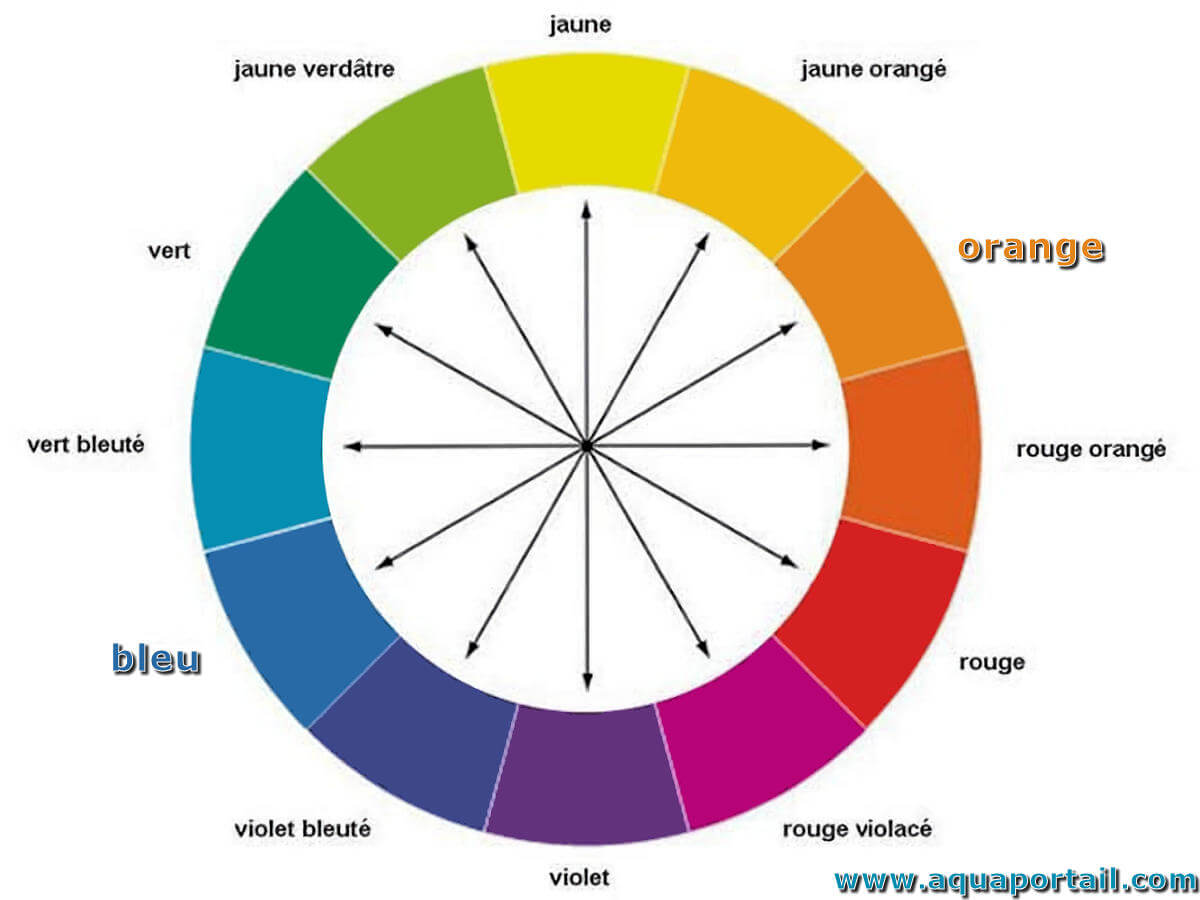 jaune
jaune verdâtre
jaune orangé
vert
orange
vert bleuté
rouge orangé
bleu
rouge
violet bleuté
rouge violacé
violet
www.aquaportail.com